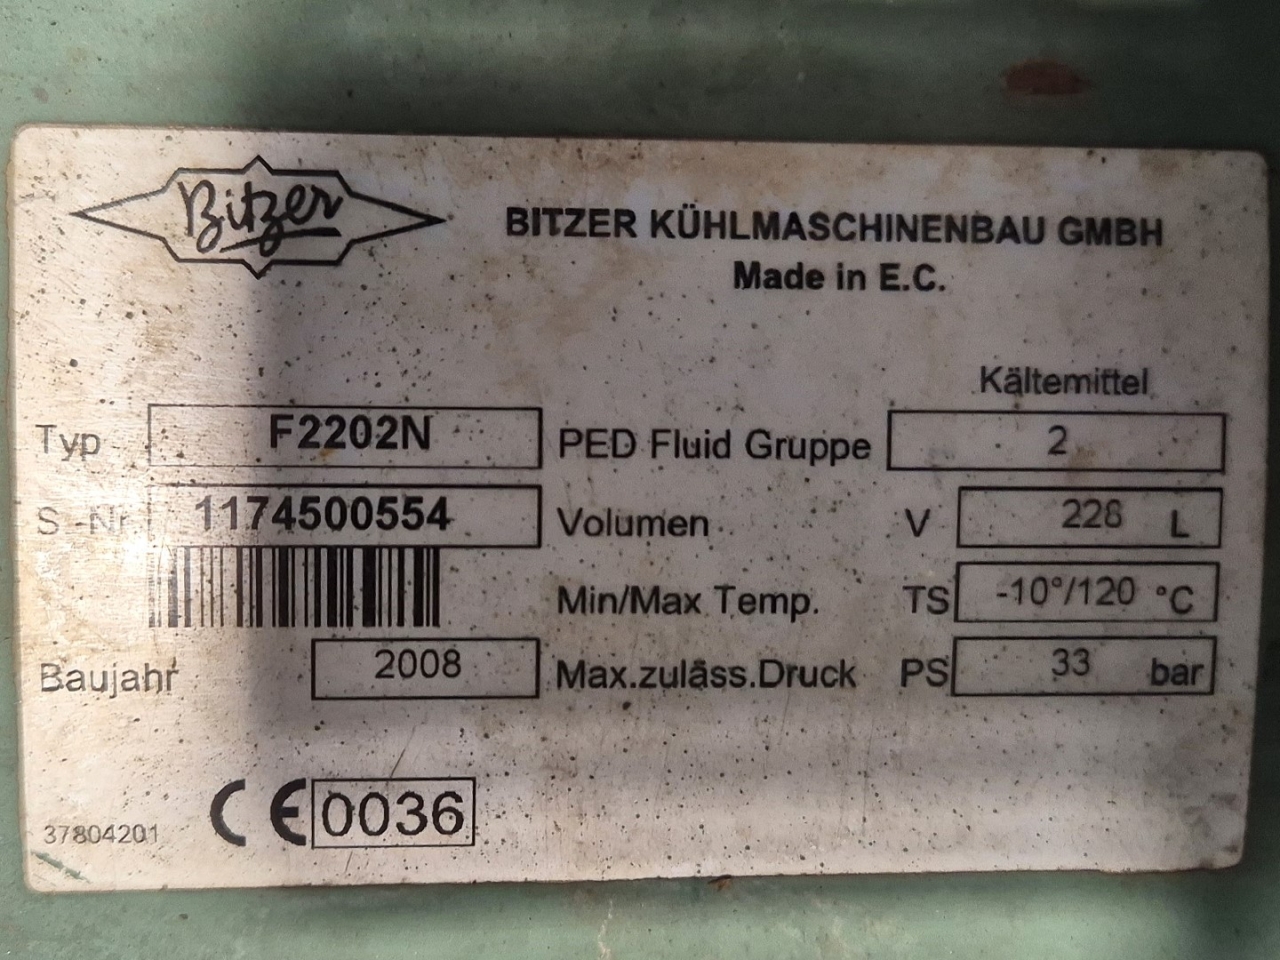 Bitzer
BITZER KÜHLMASCHINENBAU GMBH
Made in E.C.
Kältemittel
Typ F2202N PED Fluid Gruppe 2
S.-Nr. 1174500554 Volumen V 228 L
Min/Max Temp. TS -10°/120 °C
Baujahr 2008 Max.zuläss.Druck PS 33 bar
37804201 CE 0036